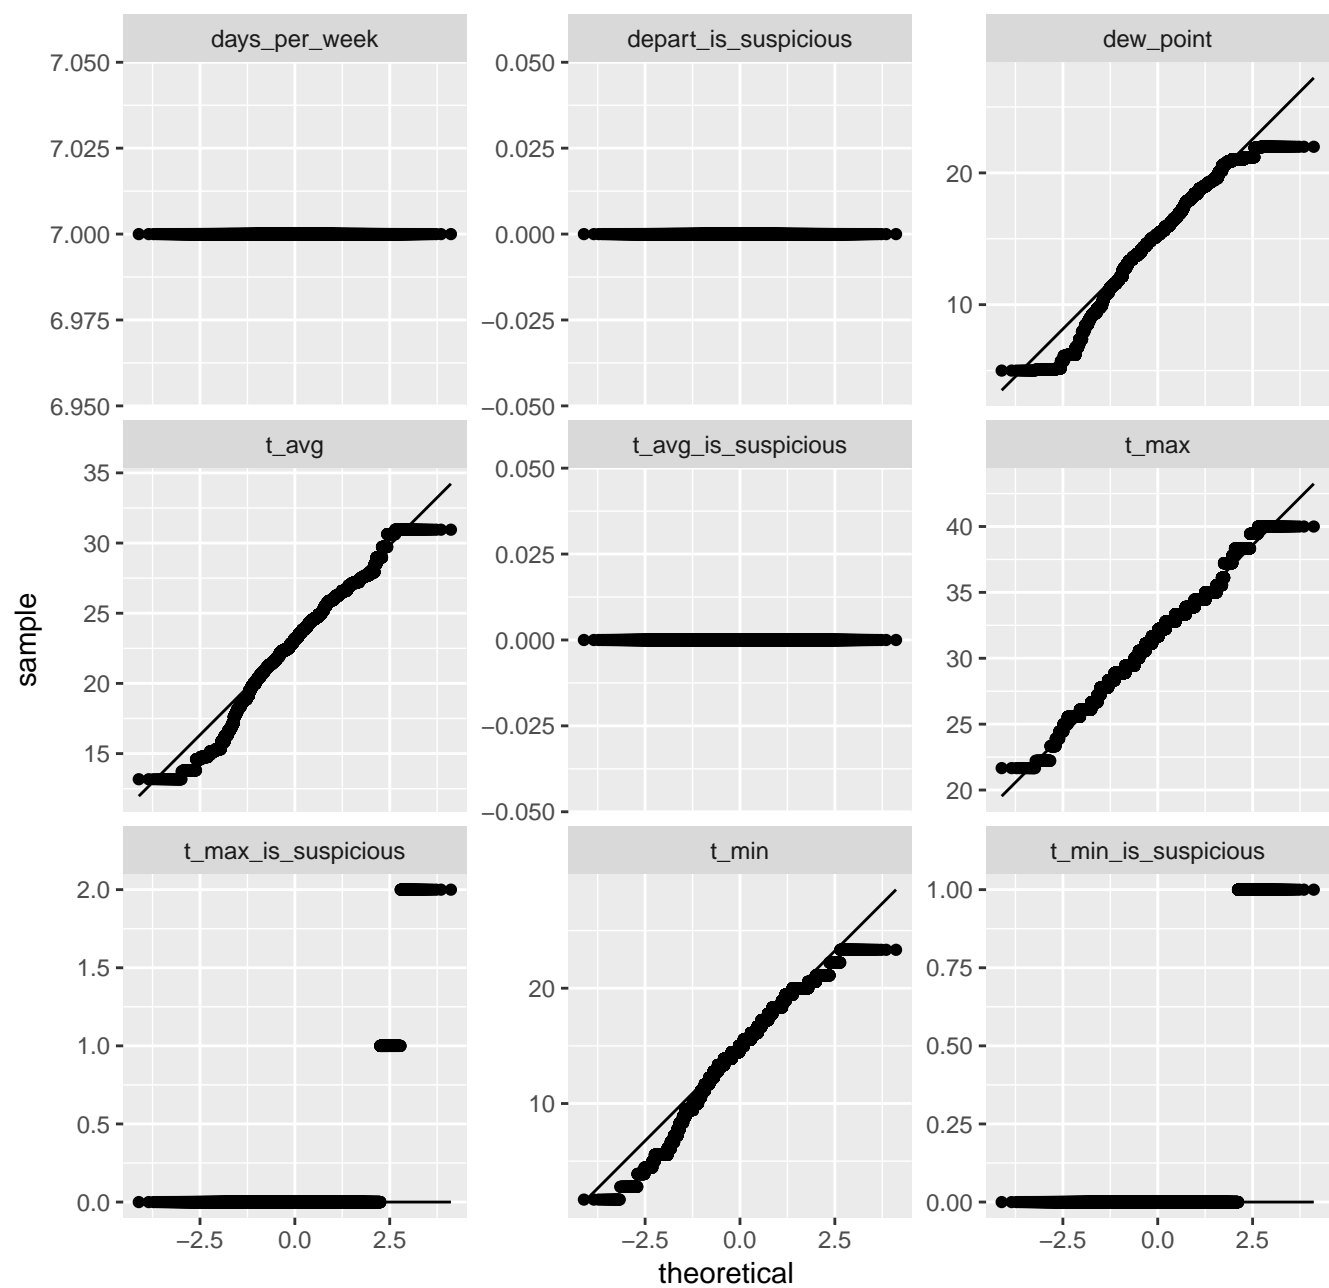 days_per_week
depart_is_suspicious
dew_point
7.050
7.025
7.000
6.975
6.950
0.050
0.025
0.000
−0.025
−0.050
20
10
t_avg
t_avg_is_suspicious
t_max
35
30
25
20
15
0.050
0.025
0.000
−0.025
−0.050
40
35
30
25
20
t_max_is_suspicious
t_min
t_min_is_suspicious
2.0
1.5
1.0
0.5
0.0
20
10
1.00
0.75
0.50
0.25
0.00
−2.5 0.0 2.5
−2.5 0.0 2.5
−2.5 0.0 2.5
sample
theoretical